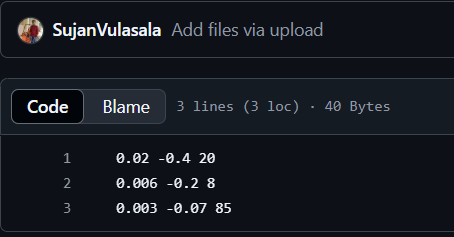 SujanVulasala Add files via upload
Code Blame 3 lines (3 loc) · 40 Bytes
1 0.02 -0.4 20
2 0.006 -0.2 8
3 0.003 -0.07 85